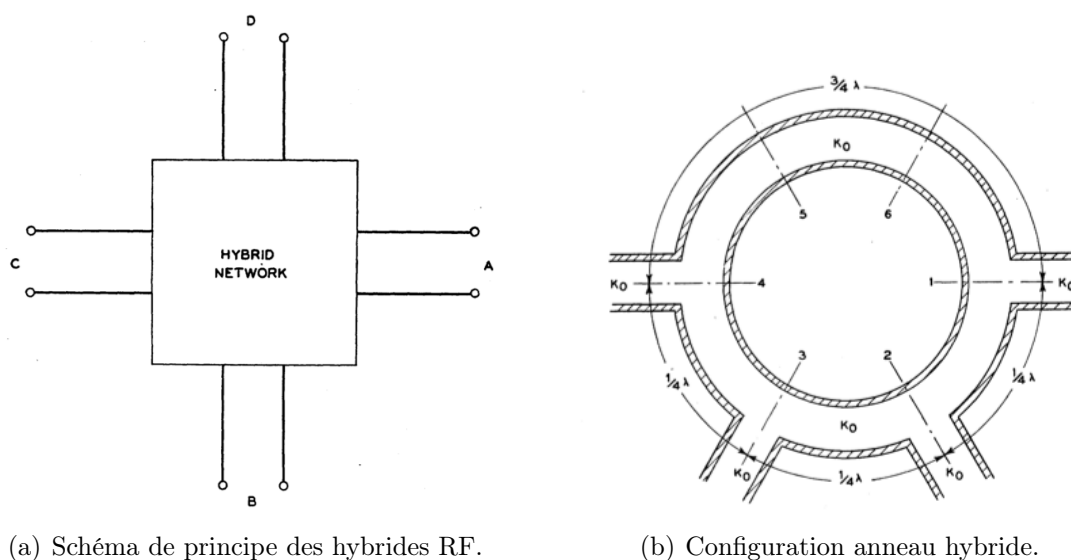 D
C
HYBRID
NETWORK
A
B
(a) Schéma de principe des hybrides RF.
3/4 λ
K0
5
6
K0
4
1
K0
3
2
1/4 λ
1/4 λ
K0
K0
1/4 λ
K0
(b) Configuration anneau hybride.